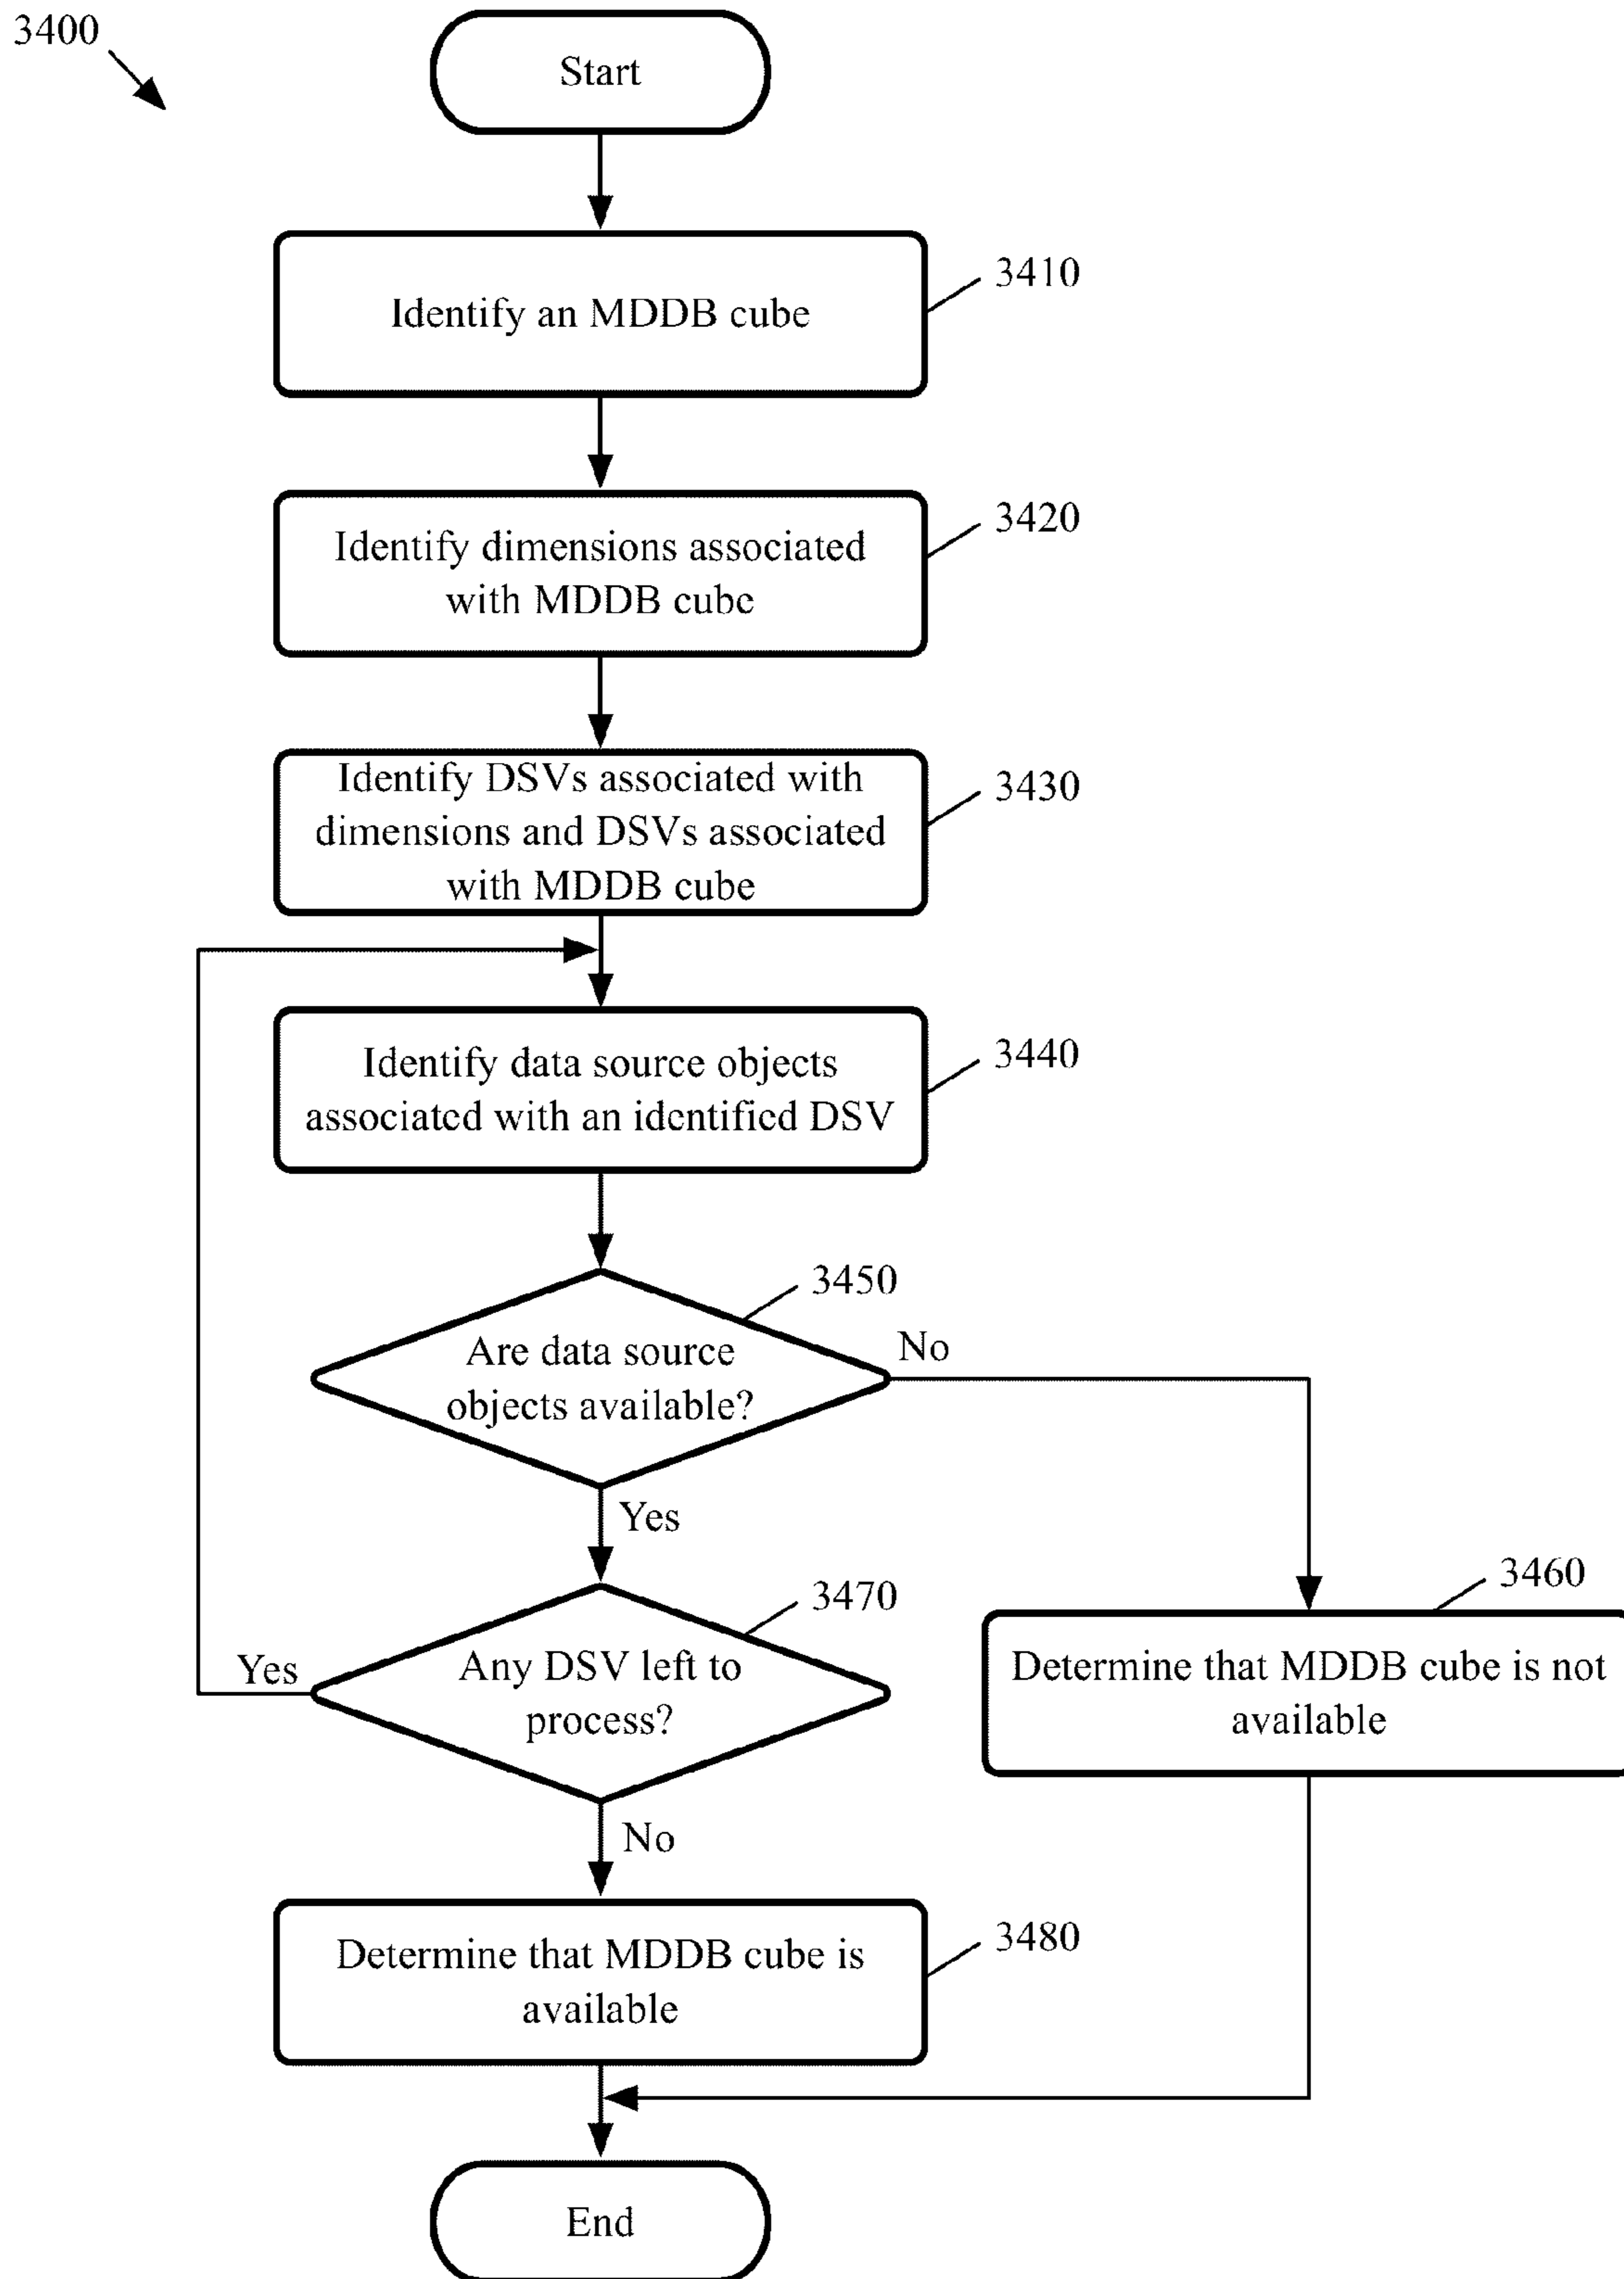 3400
Start
Identify an MDDB cube
3410
Identify dimensions associated
with MDDB cube
3420
Identify DSVs associated with
dimensions and DSVs associated
with MDDB cube
3430
Identify data source objects
associated with an identified DSV
3440
Are data source
objects available?
3450
No
Yes
Any DSV left to
process?
3470
Yes
No
3460
Determine that MDDB cube is not
available
Determine that MDDB cube is
available
3480
End